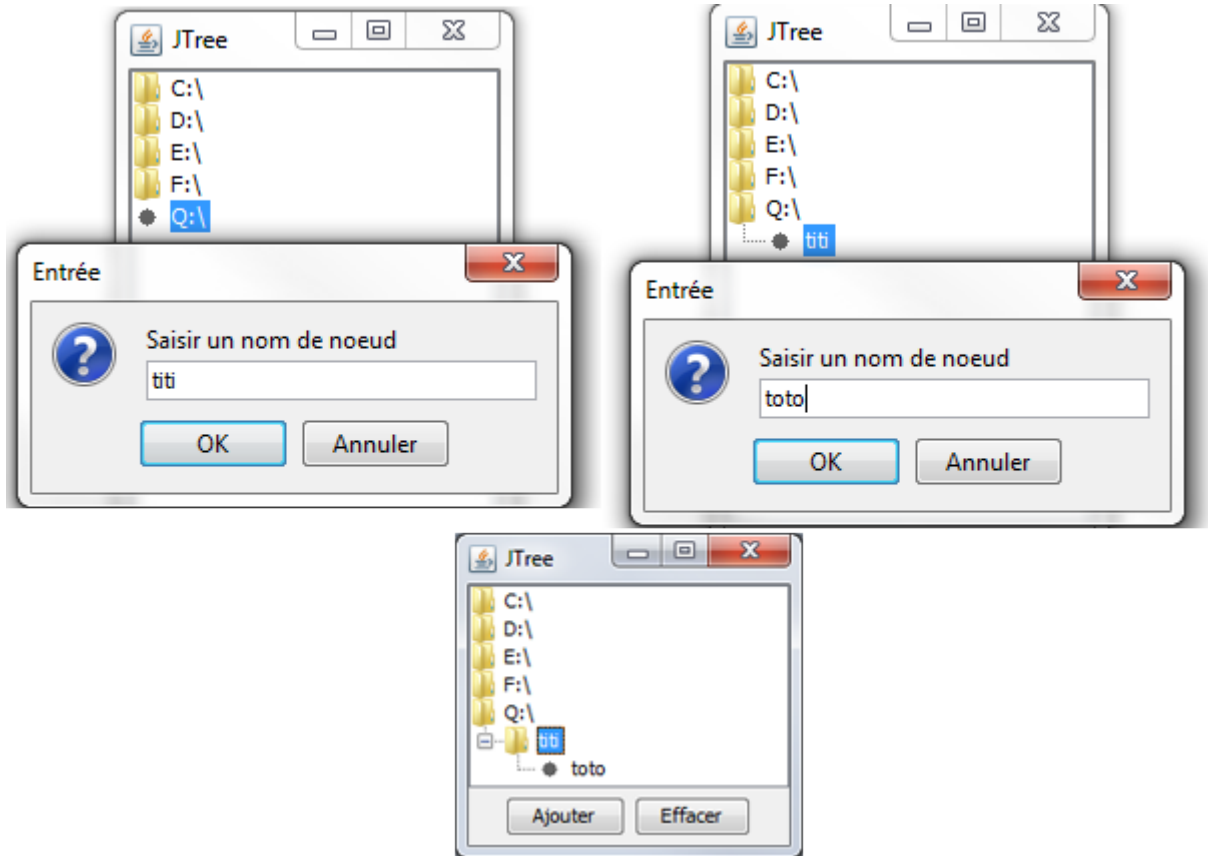 JTree
C:\
D:\
E:\
F:\
Q:\
Entrée
Saisir un nom de noeud
titi
OK Annuler
JTree
C:\
D:\
E:\
F:\
Q:\
titi
Entrée
Saisir un nom de noeud
toto
OK Annuler
JTree
C:\
D:\
E:\
F:\
Q:\
titi
toto
Ajouter Effacer